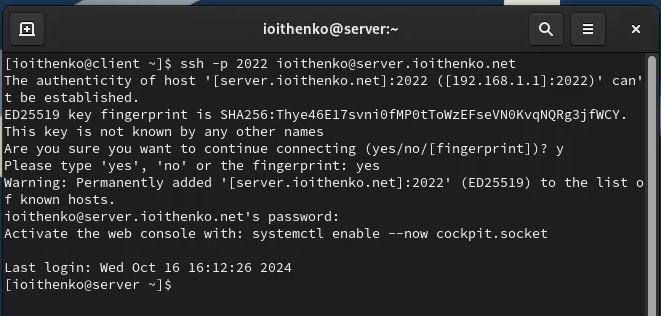 ioithenko@server:~
[ioithenko@client ~]$ ssh -p 2022 ioithenko@server.ioithenko.net
The authenticity of host '[server.ioithenko.net]:2022 ([192.168.1.1]:2022)' can'
t be established.
ED25519 key fingerprint is SHA256:Thye46E17svni0fMP0tToWzEFseVN0KvqNQRg3jfWCY.
This key is not known by any other names
Are you sure you want to continue connecting (yes/no/[fingerprint])? y
Please type 'yes', 'no' or the fingerprint: yes
Warning: Permanently added '[server.ioithenko.net]:2022' (ED25519) to the list o
f known hosts.
ioithenko@server.ioithenko.net's password:
Activate the web console with: systemctl enable --now cockpit.socket
Last login: Wed Oct 16 16:12:26 2024
[ioithenko@server ~]$